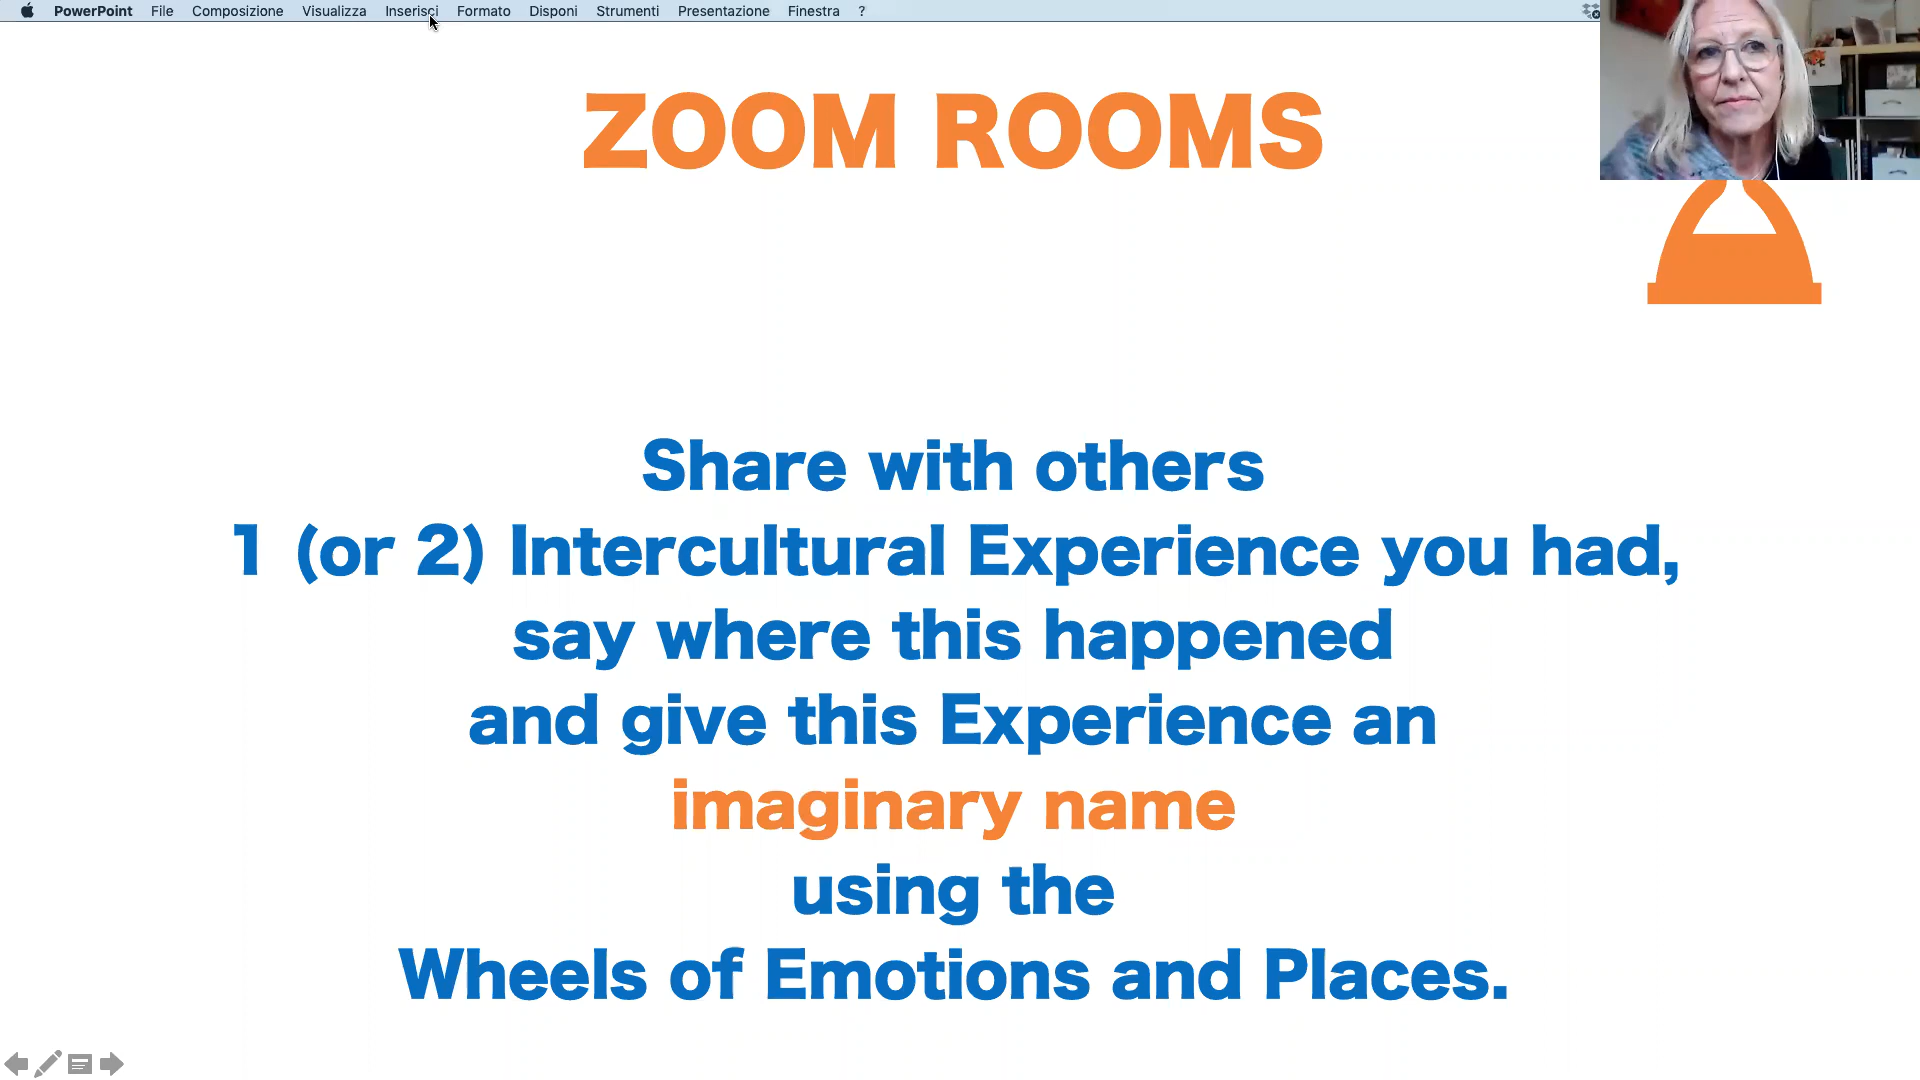 PowerPoint File Composizione Visualizza Inserisci Formato Disponi Strumenti Presentazione Finestra ?
ZOOM ROOMS
Share with others
1 (or 2) Intercultural Experience you had,
say where this happened
and give this Experience an
imaginary name
using the
Wheels of Emotions and Places.